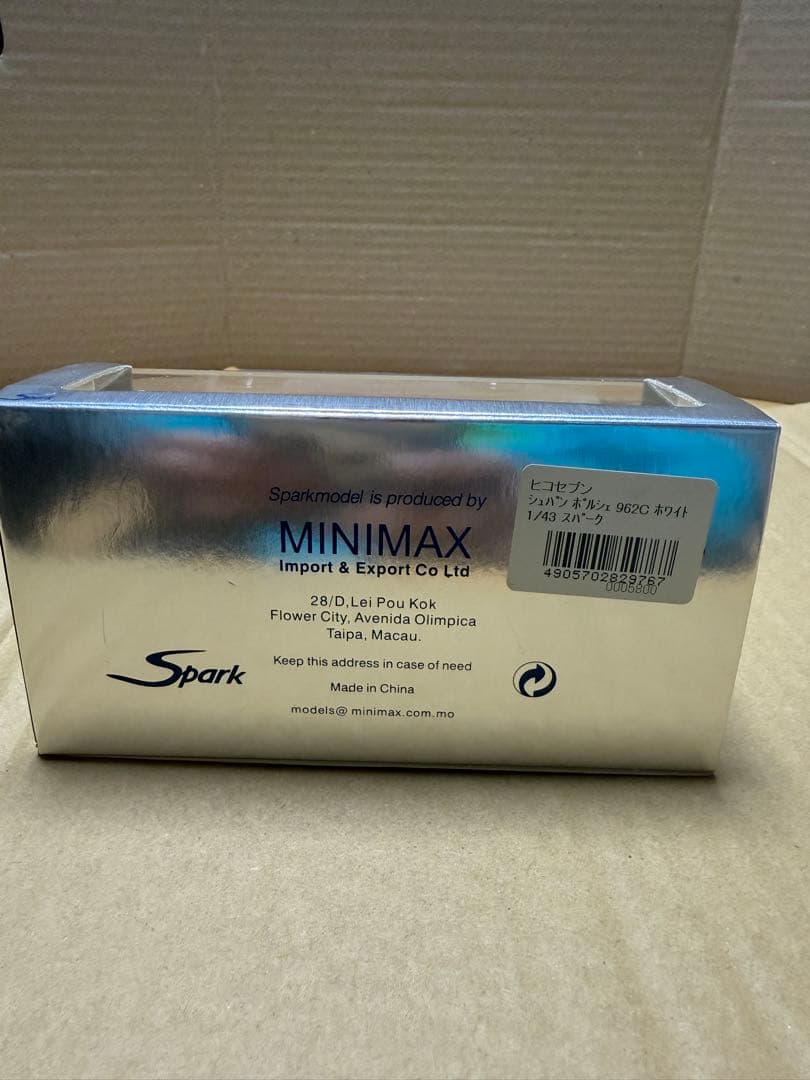 Sparkmodel is produced by
MINIMAX
Import & Export Co Ltd
28/D,Lei Pou Kok
Flower City, Avenida Olimpica
Taipa, Macau.
Keep this address in case of need
Made in China
models@ minimax.com.mo
Spark
ヒコセブン
シュパン ポルシェ 962C ホワイト
1/43 スパーク
4905702829767
0005800